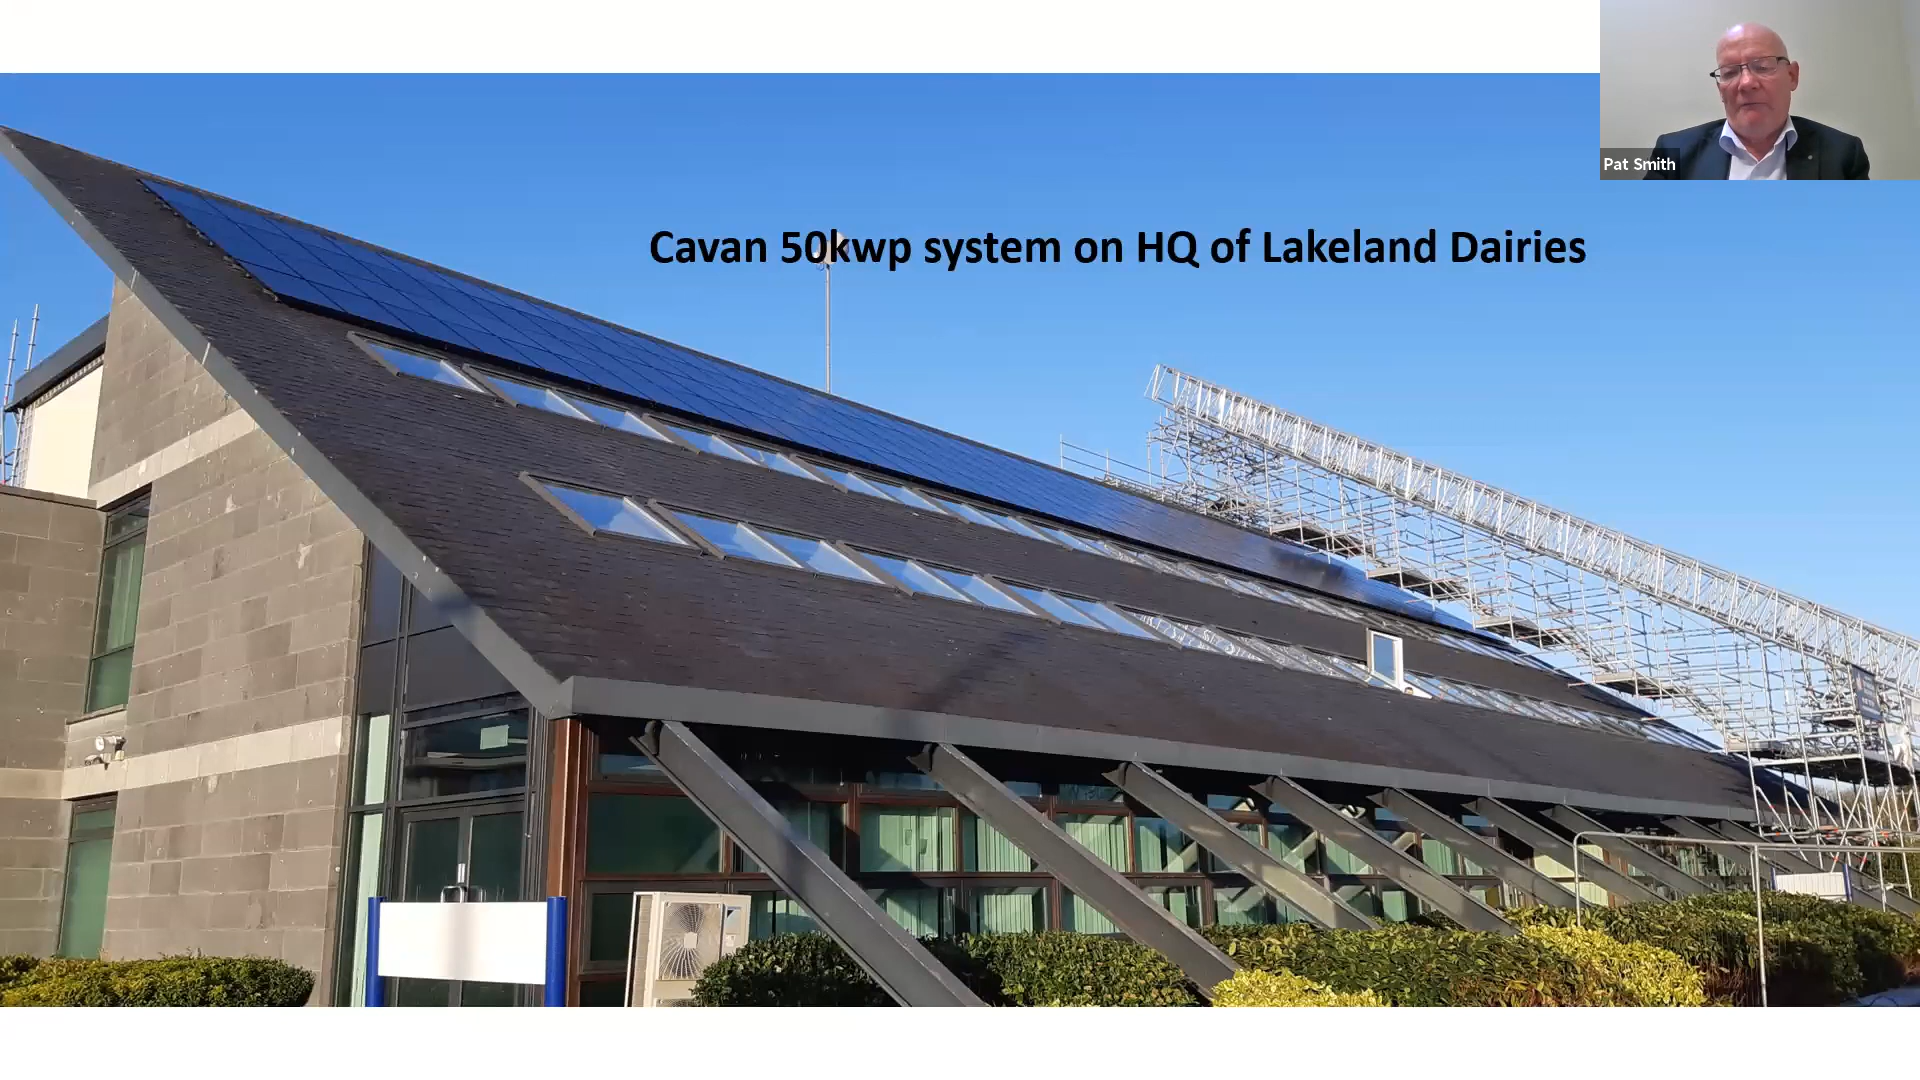 Pat Smith
Cavan 50kwp system on HQ of Lakeland Dairies